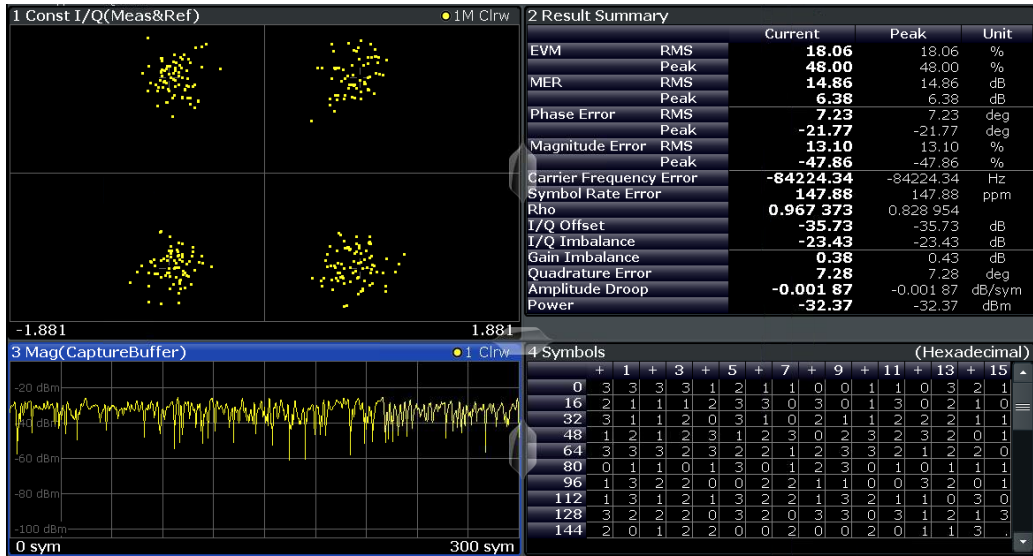 1 Const I/Q(Meas&Ref) 1M Clrw
-1.881 1.881
2 Result Summary
Current Peak Unit
EVM RMS 18.06 18.06 %
Peak 48.00 48.00 %
MER RMS 14.86 14.86 dB
Peak 6.38 6.38 dB
Phase Error RMS 7.23 7.23 deg
Peak -21.77 -21.77 deg
Magnitude Error RMS 13.10 13.10 %
Peak -47.86 -47.86 %
Carrier Frequency Error -84224.34 -84224.34 Hz
Symbol Rate Error 147.88 147.88 ppm
Rho 0.967 373 0.828 954
I/Q Offset -35.73 -35.73 dB
I/Q Imbalance -23.43 -23.43 dB
Gain Imbalance 0.38 0.43 dB
Quadrature Error 7.28 7.28 deg
Amplitude Droop -0.001 87 -0.001 87 dB/sym
Power -32.37 -32.37 dBm
3 Mag(CaptureBuffer) 1 Clrw
-20 dBm
-40 dBm
-60 dBm
-80 dBm
-100 dBm
0 sym 300 sym
4 Symbols (Hexadecimal)
+ 1 + 3 + 5 + 7 + 9 + 11 + 13 + 15
0 3 3 3 3 1 2 1 1 0 0 1 1 0 3 2 1
16 2 1 1 1 2 3 3 0 3 0 1 3 0 2 1 0
32 3 1 1 2 0 3 1 0 2 1 1 2 2 2 1 1
48 1 2 1 2 3 1 2 3 0 2 3 2 3 2 0 1
64 3 3 3 2 3 2 2 1 2 3 3 2 1 2 2 0
80 0 1 1 0 1 3 0 1 2 3 0 1 0 1 1 1
96 1 3 2 2 0 0 2 2 1 1 0 0 3 2 0 1
112 1 3 1 2 1 3 2 2 1 3 2 1 1 0 3 0
128 3 2 2 2 0 3 2 0 3 3 0 3 1 2 1 3
144 2 0 1 2 2 0 2 0 0 2 0 1 1 3 .